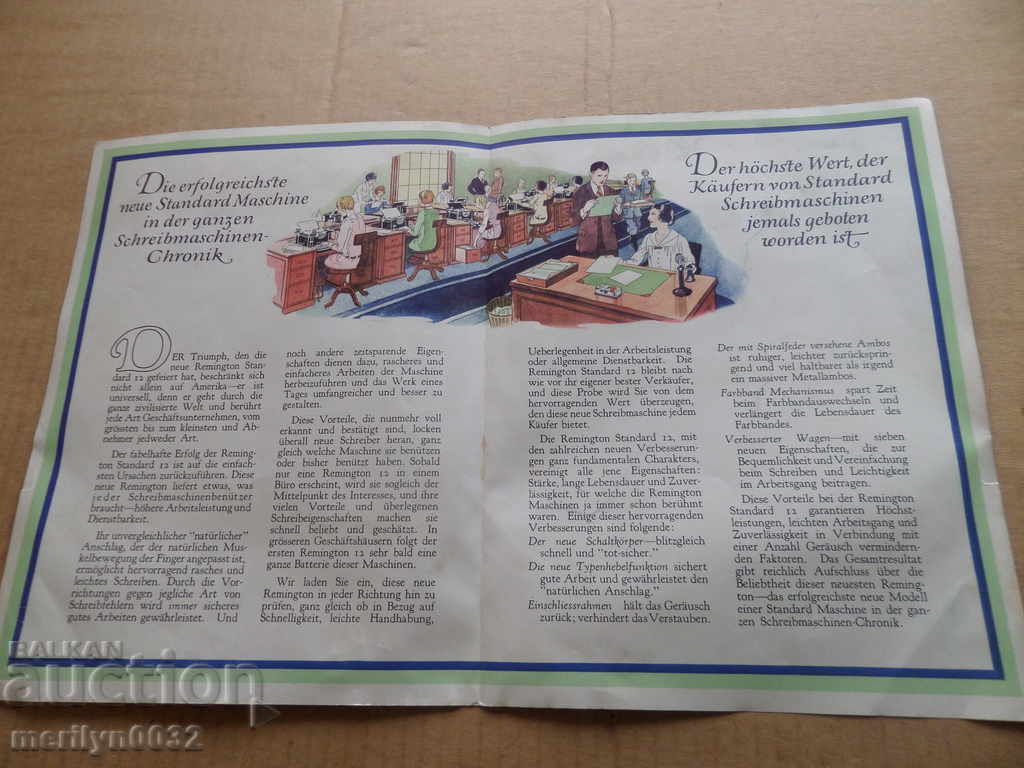 Die erfolgreichste
neue Standard Maschine
in der ganzen
Schreibmaschinen-
Chronik
Der höchste Wert, der
Käufern von Standard
Schreibmaschinen
jemals geboten
worden ist
DER Triumph, den die
neue Remington Stan-
dard 12 gefeiert hat, beschränkt sich
nicht allein auf Amerika—er ist
universell, denn er geht durch die
ganze zivilisierte Welt und berührt
jede Art Geschäftsunternehmen, vom
grössten bis zum kleinsten und Ab-
nehmer jedweder Art.
Der fabelhafte Erfolg der Reming-
ton Standard 12 ist auf die einfach-
sten Ursachen zurückzuführen. Diese
neue Remington liefert etwas, was
jeder Schreibmaschinenbenützer
braucht—höhere Arbeitsleistung und
Dienstbarkeit.
Ihr unvergleichlicher "natürlicher"
Anschlag, der der natürlichen Mus-
kelbewegung der Finger angepasst ist,
ermöglicht hervorragend rasches und
leichtes Schreiben. Durch die Vor-
richtungen gegen jegliche Art von
Schreibfehlern wird immer sicheres
gutes Arbeiten gewährleistet. Und
noch andere zeitsparende Eigen-
schaften dienen dazu, rascheres und
einfacheres Arbeiten der Maschine
herbeizuführen und das Werk eines
Tages umfangreicher und besser zu
gestalten.
Diese Vorteile, die nunmehr voll
erkannt und bestätigt sind, locken
überall neue Schreiber heran, ganz
gleich welche Maschine sie benützen
oder bisher benützt haben. Sobald
nur eine Remington 12 in einem
Büro erscheint, wird sie sogleich der
Mittelpunkt des Interesses, und ihre
vielen Vorteile und überlegenen
Schreibeigenschaften machen sie
schnell beliebt und geschätzt. In
grösseren Geschäftshäusern folgt der
ersten Remington 12 sehr bald eine
ganze Batterie dieser Maschinen.
Wir laden Sie ein, diese neue
Remington in jeder Richtung hin zu
prüfen, ganz gleich ob in Bezug auf
Schnelligkeit, leichte Handhabung,
Ueberlegenheit in der Arbeitsleistung
oder allgemeine Dienstbarkeit. Die
Remington Standard 12 bleibt nach
wie vor ihr eigener bester Verkäufer,
und diese Probe wird Sie von dem
hervorragenden Wert überzeugen,
den diese neue Schreibmaschine jedem
Käufer bietet.
Die Remington Standard 12, mit
den zahlreichen neuen Verbesserun-
gen ganz fundamentalen Charakters,
vereinigt alle jene Eigenschaften:
Stärke, lange Lebensdauer und Zuver-
lässigkeit, für welche die Remington
Maschinen ja immer schon berühmt
waren. Einige dieser hervorragenden
Verbesserungen sind folgende:
Der neue Schaltkörper—blitzgleich
schnell und "tot-sicher."
Die neue Typenhebelfunktion sichert
gute Arbeit und gewährleistet den
"natürlichen Anschlag."
Einschliessrahmen hält das Geräusch
zurück; verhindert das Verstauben.
Der mit Spiralfeder versehene Ambos
ist ruhiger, leichter zurücksprin-
gend und viel haltbarer als irgend
ein massiver Metallambos.
Farbband Mechanismus spart Zeit
beim Farbbandauswechseln und
verlängert die Lebensdauer des
Farbbandes.
Verbesserter Wagen—mit sieben
neuen Eigenschaften, die zur
Bequemlichkeit und Vereinfachung
beim Schreiben und Leichtigkeit
im Arbeitsgang beitragen.
Diese Vorteile bei der Remington
Standard 12 garantieren Höchst-
leistungen, leichten Arbeitsgang und
Zuverlässigkeit in Verbindung mit
einer Anzahl Geräusch vermindern-
den Faktoren. Das Gesamtresultat
gibt reichlich Aufschluss über die
Beliebtheit dieser neuesten Reming-
ton—das erfolgreichste neue Modell
einer Standard Maschine in der gan-
zen Schreibmaschinen-Chronik.
BALKAN
auction
merilyn0032